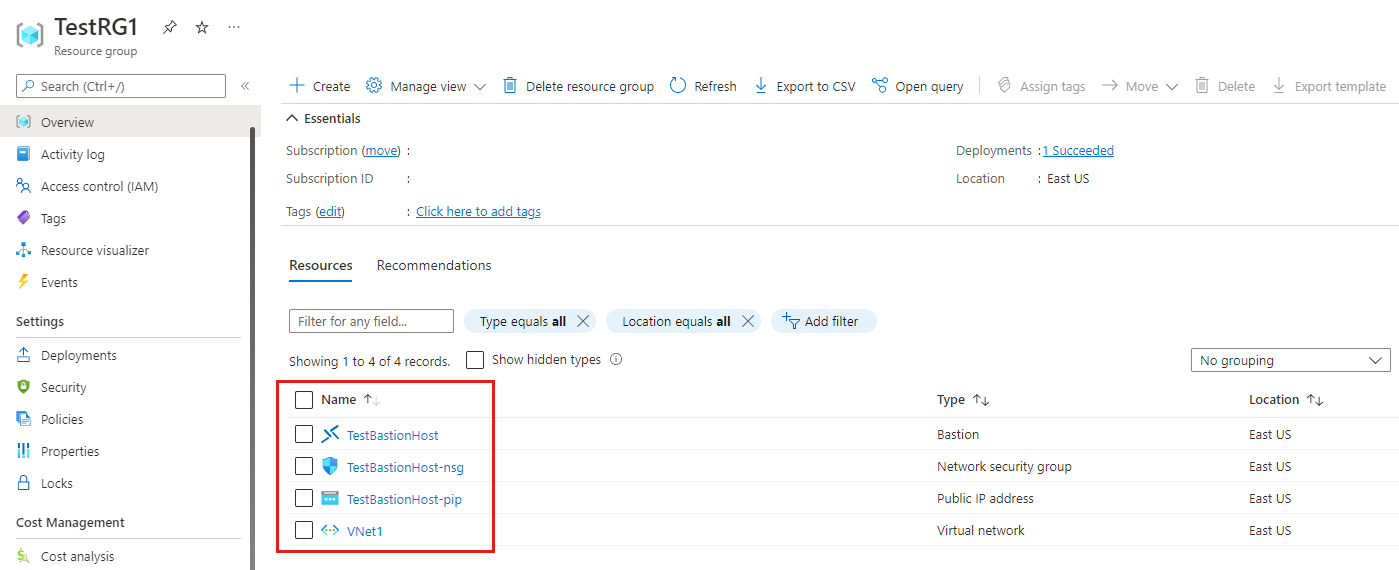 TestRG1
Resource group
Search (Ctrl+/)
Overview
Activity log
Access control (IAM)
Tags
Resource visualizer
Events
Settings
Deployments
Security
Policies
Properties
Locks
Cost Management
Cost analysis
Create Manage view Delete resource group Refresh Export to CSV Open query Assign tags Move Delete Export template
Essentials
Subscription (move) : Deployments : 1 Succeeded
Subscription ID : Location : East US
Tags (edit) : Click here to add tags
Resources Recommendations
Filter for any field... Type equals all Location equals all Add filter
Showing 1 to 4 of 4 records. Show hidden types No grouping
Name Type Location
TestBastionHost Bastion East US
TestBastionHost-nsg Network security group East US
TestBastionHost-pip Public IP address East US
VNet1 Virtual network East US